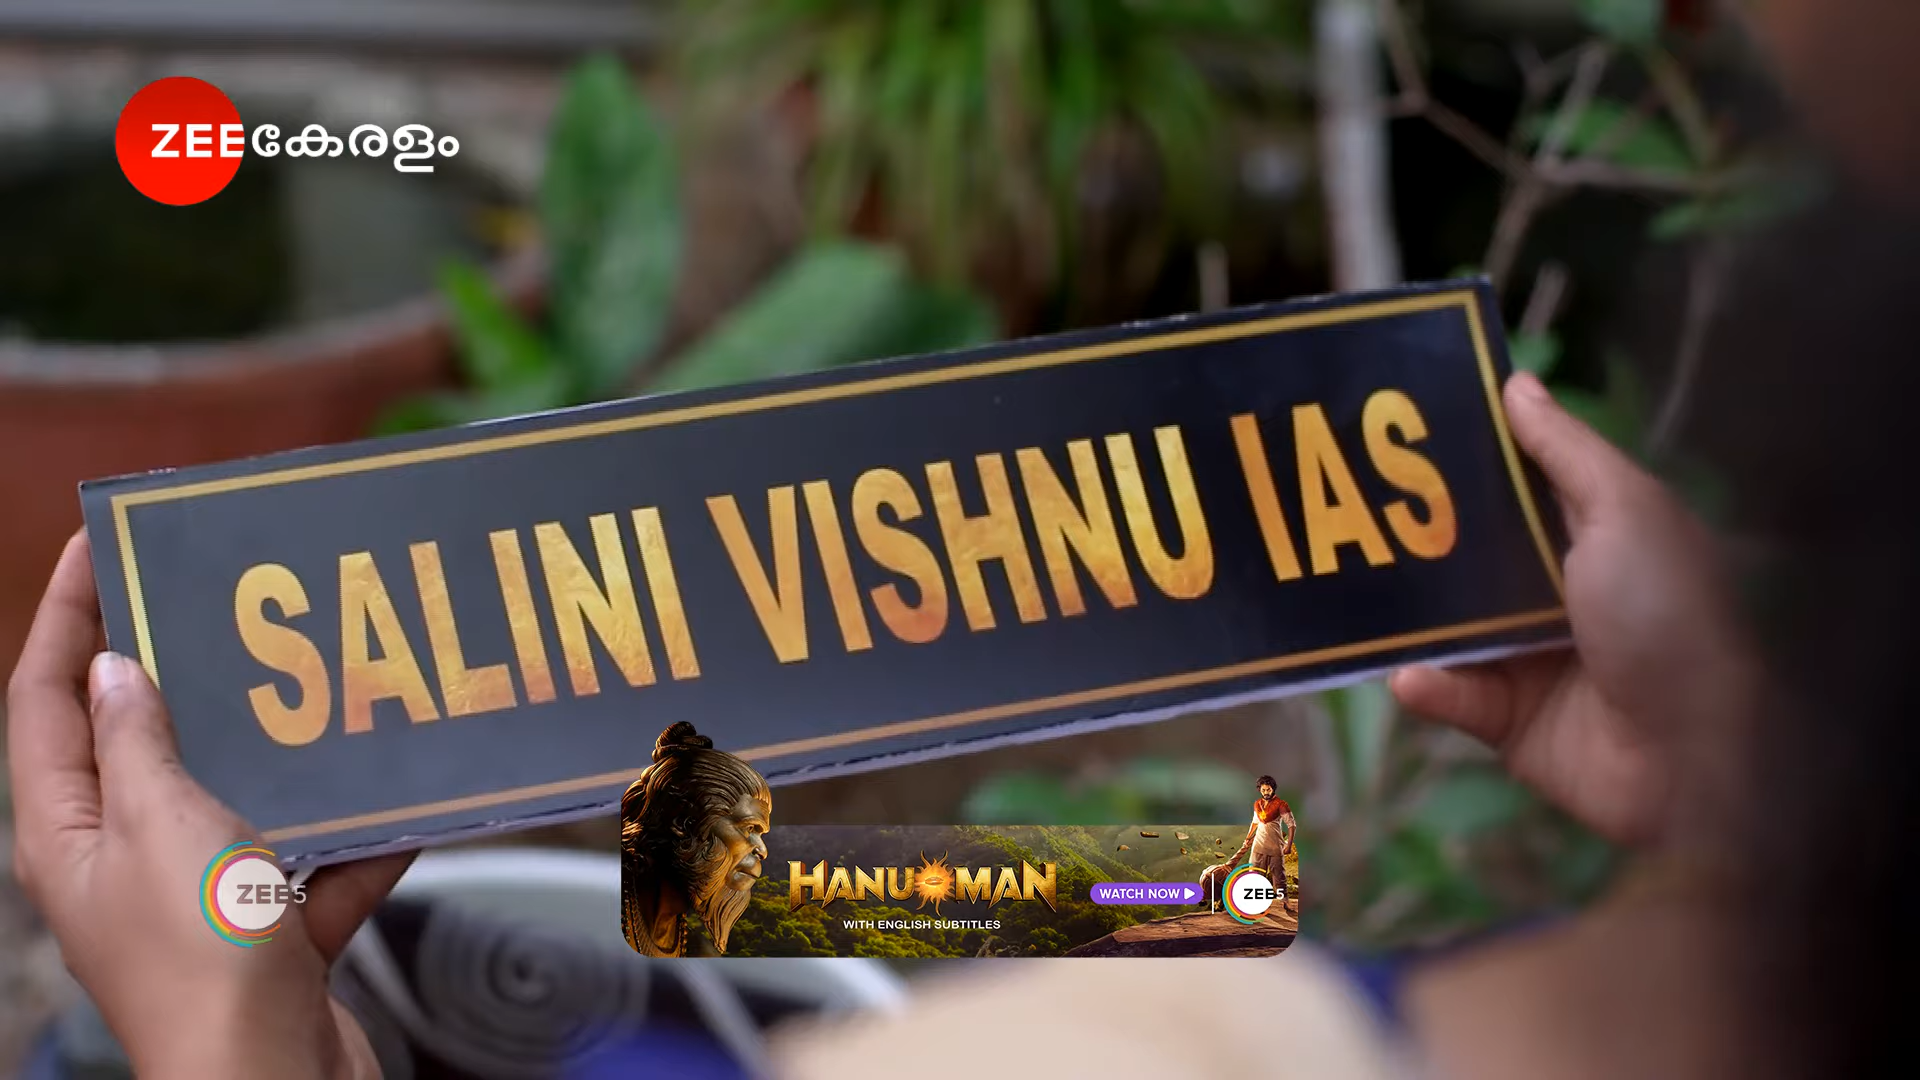 ZEEകേരളം
SALINI VISHNU IAS
HANUMAN
WITH ENGLISH SUBTITLES
WATCH NOW
ZEE5
ZEE5